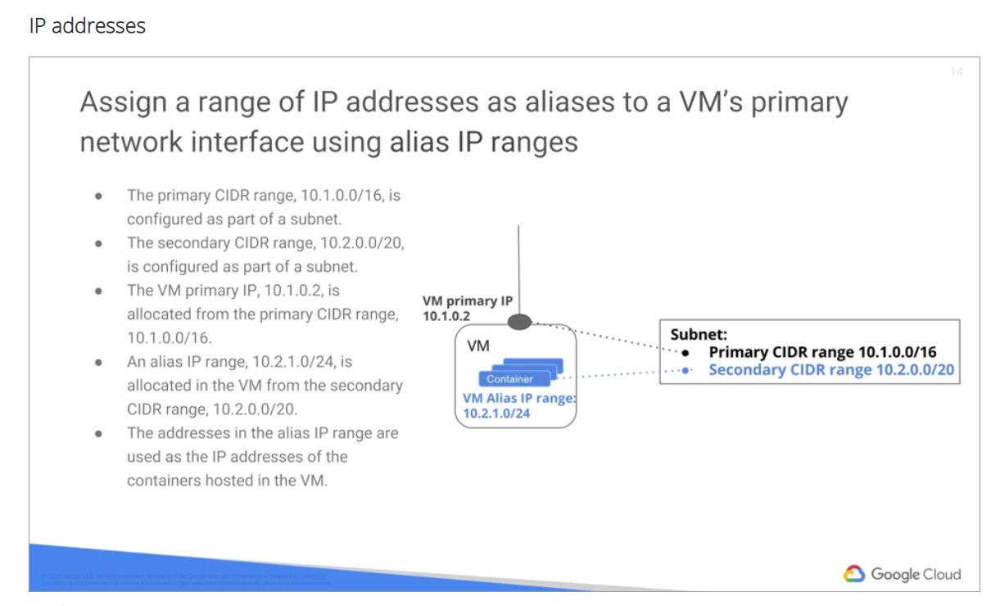 IP addresses
14
Assign a range of IP addresses as aliases to a VM’s primary
network interface using alias IP ranges
● The primary CIDR range, 10.1.0.0/16, is
configured as part of a subnet.
● The secondary CIDR range, 10.2.0.0/20,
is configured as part of a subnet.
● The VM primary IP, 10.1.0.2, is
allocated from the primary CIDR range,
10.1.0.0/16.
● An alias IP range, 10.2.1.0/24, is
allocated in the VM from the secondary
CIDR range, 10.2.0.0/20.
● The addresses in the alias IP range are
used as the IP addresses of the
containers hosted in the VM.
VM primary IP
10.1.0.2
VM
Container
VM Alias IP range:
10.2.1.0/24
Subnet:
● Primary CIDR range 10.1.0.0/16
● Secondary CIDR range 10.2.0.0/20
Google Cloud